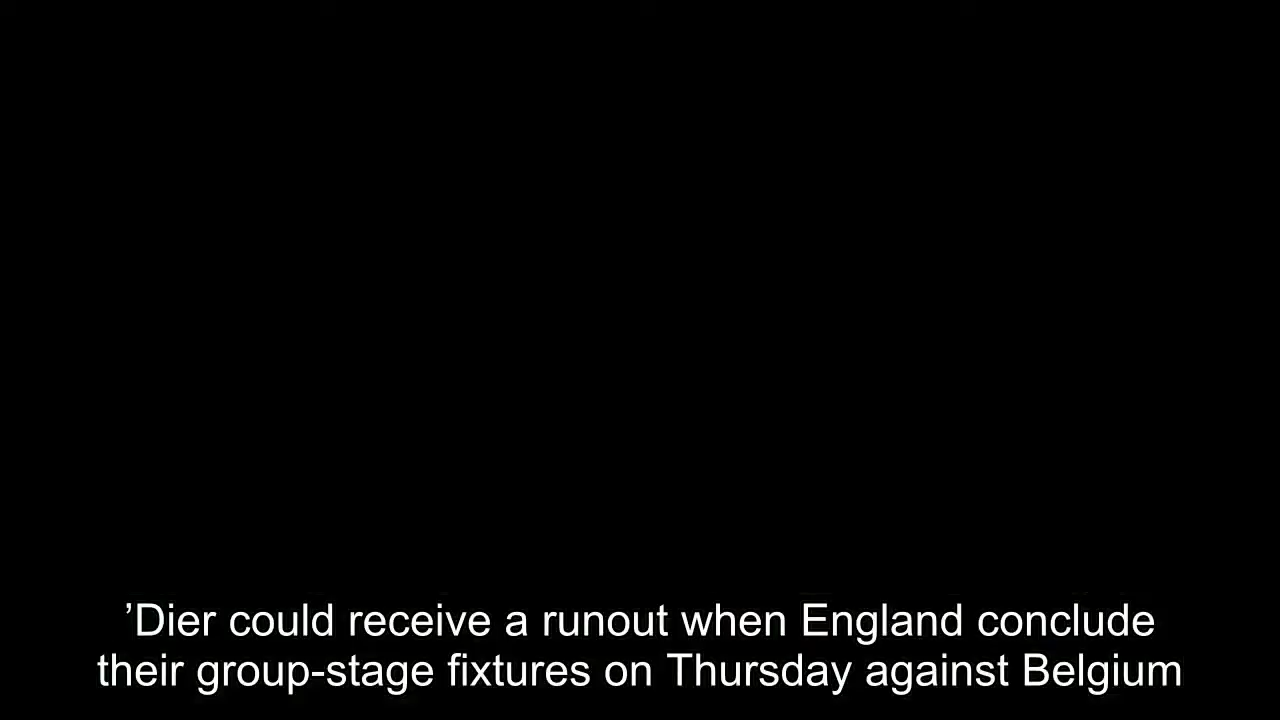 ’Dier could receive a runout when England conclude
their group-stage fixtures on Thursday against Belgium